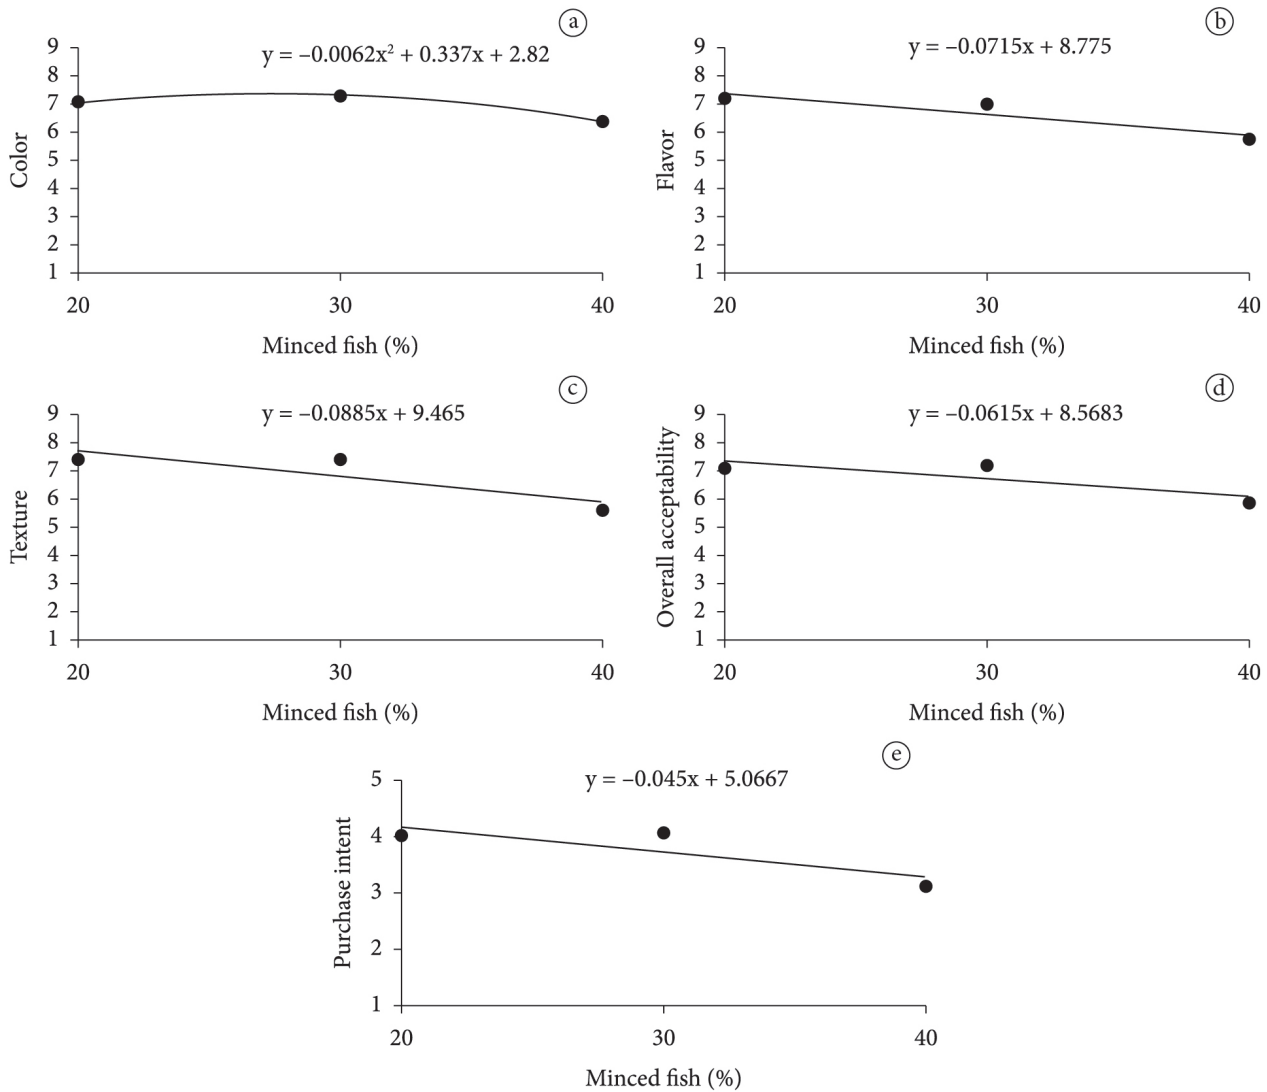 a
y = –0.0062x² + 0.337x + 2.82
9
8
7
6
5
4
3
2
1
Color
20 30 40
Minced fish (%)
b
y = –0.0715x + 8.775
9
8
7
6
5
4
3
2
1
Flavor
20 30 40
Minced fish (%)
c
y = –0.0885x + 9.465
9
8
7
6
5
4
3
2
1
Texture
20 30 40
Minced fish (%)
d
y = –0.0615x + 8.5683
9
8
7
6
5
4
3
2
1
Overall acceptability
20 30 40
Minced fish (%)
e
y = –0.045x + 5.0667
5
4
3
2
1
Purchase intent
20 30 40
Minced fish (%)